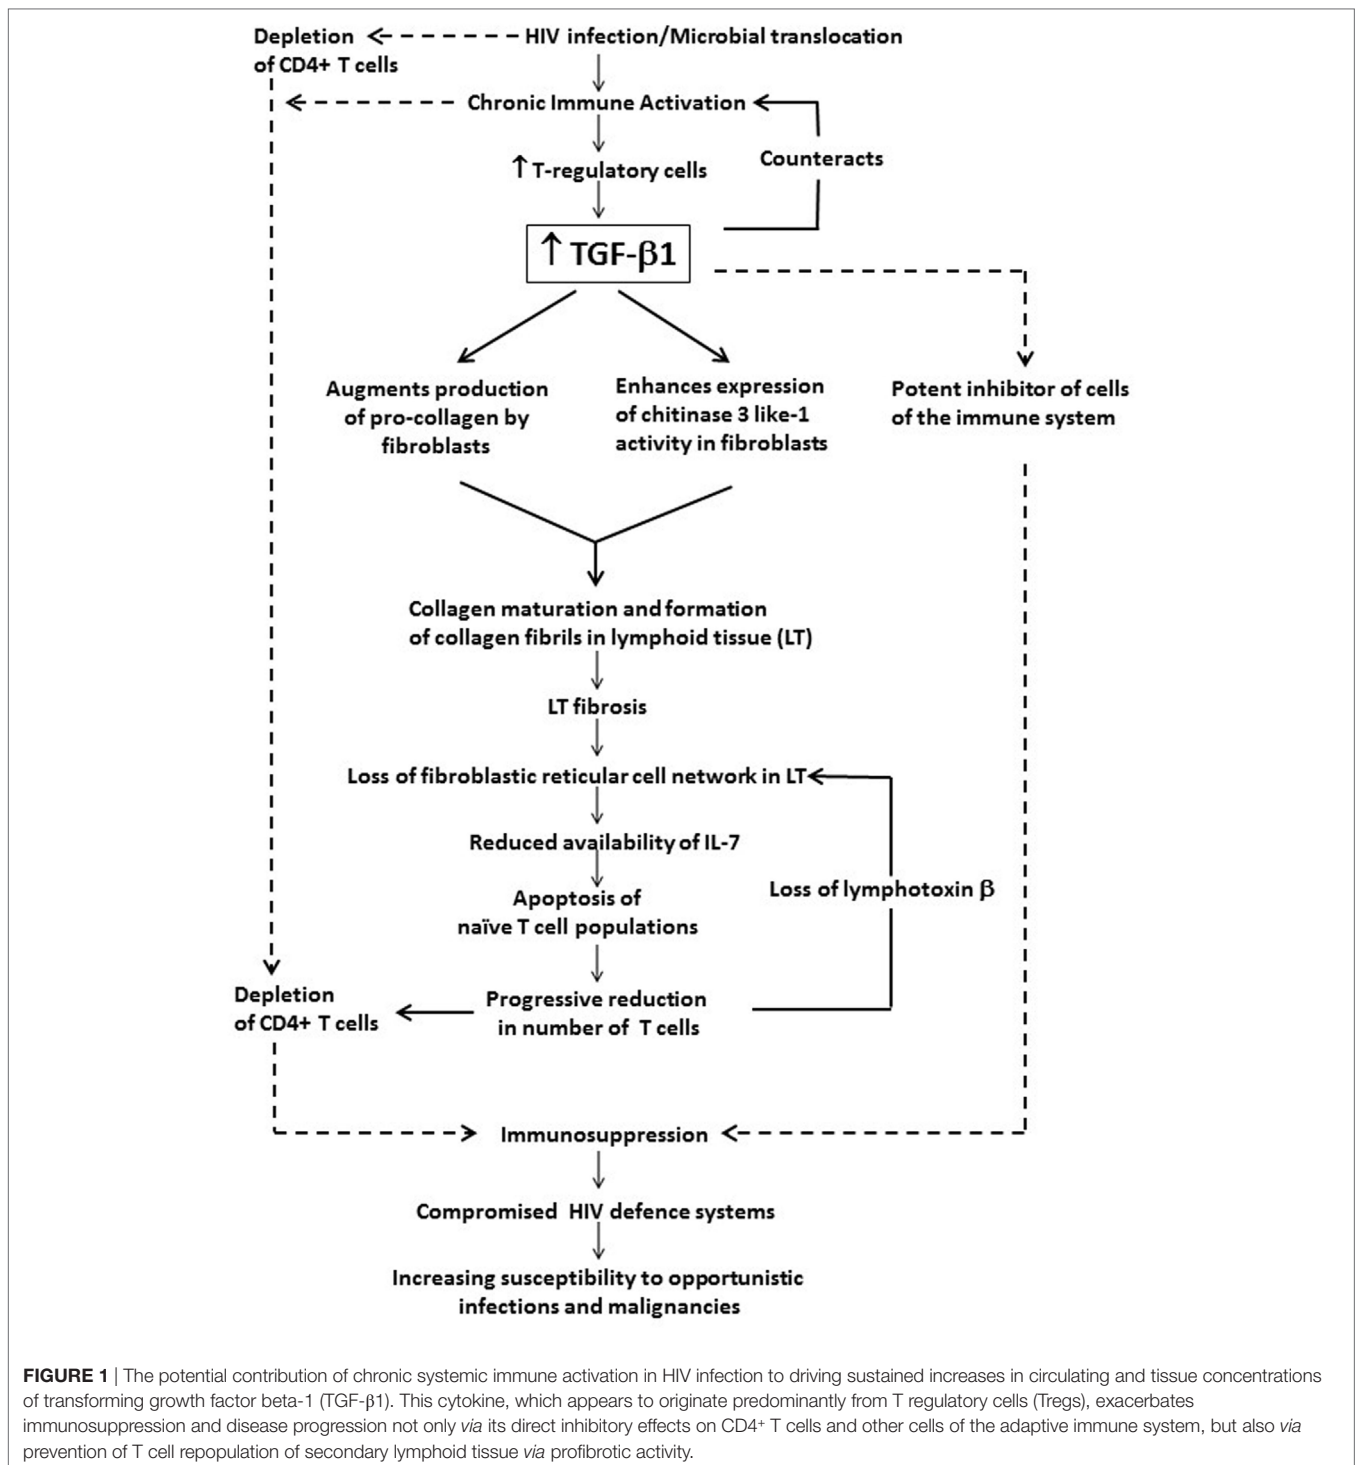 Depletion
of CD4+ T cells
HIV infection/Microbial translocation
Chronic Immune Activation
Counteracts
↑T-regulatory cells
↑ TGF-β1
Augments production
of pro-collagen by
fibroblasts
Enhances expression
of chitinase 3 like-1
activity in fibroblasts
Potent inhibitor of cells
of the immune system
Collagen maturation and formation
of collagen fibrils in lymphoid tissue (LT)
LT fibrosis
Loss of fibroblastic reticular cell network in LT
Reduced availability of IL-7
Loss of lymphotoxin β
Apoptosis of
naïve T cell populations
Depletion
of CD4+ T cells
Progressive reduction
in number of T cells
Immunosuppression
Compromised HIV defence systems
Increasing susceptibility to opportunistic
infections and malignancies
FIGURE 1 | The potential contribution of chronic systemic immune activation in HIV infection to driving sustained increases in circulating and tissue concentrations
of transforming growth factor beta-1 (TGF-β1). This cytokine, which appears to originate predominantly from T regulatory cells (Tregs), exacerbates
immunosuppression and disease progression not only via its direct inhibitory effects on CD4⁺ T cells and other cells of the adaptive immune system, but also via
prevention of T cell repopulation of secondary lymphoid tissue via profibrotic activity.